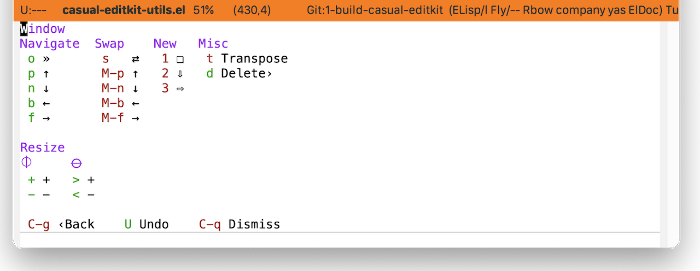 U:--- casual-editkit-utils.el 51% (430,4) Git:1-build-casual-editkit (ELisp/l Fly/-- Rbow company yas ElDoc) Tu
Window
Navigate Swap New Misc
o » s ⇄ 1 □ t Transpose
p ↑ M-p ↑ 2 ⇩ d Delete›
n ↓ M-n ↓ 3 ⇨
b ← M-b ←
f → M-f →
Resize
⦶ ⊖
+ + > +
- − < −
C-g ‹Back U Undo C-q Dismiss